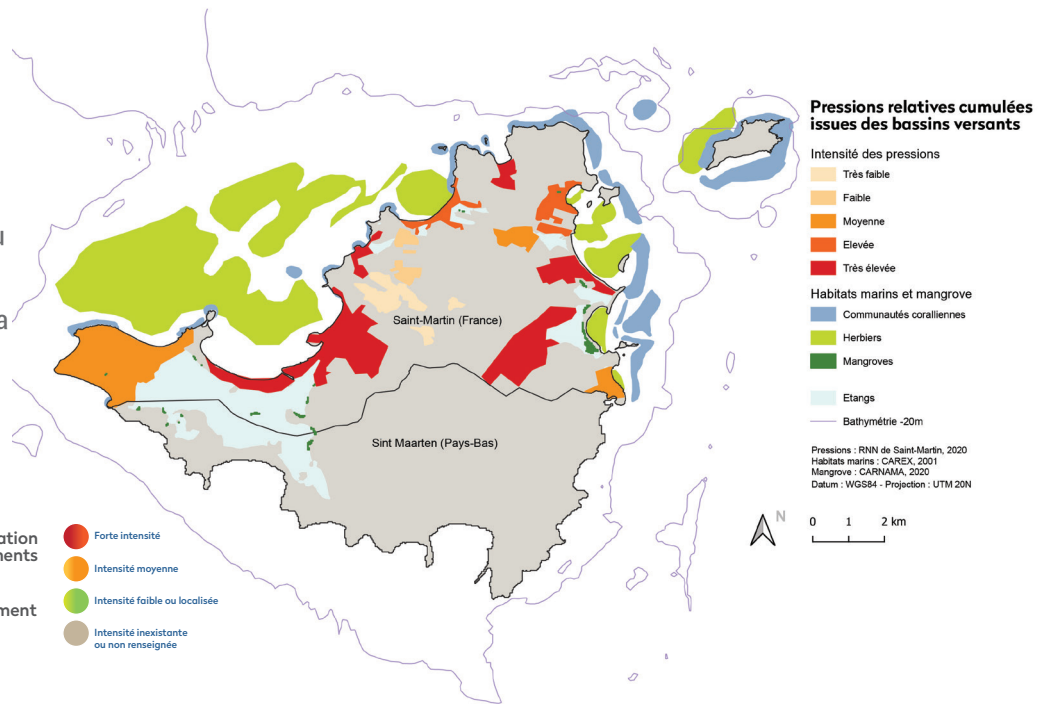 Pressions relatives cumulées
issues des bassins versants
Intensité des pressions
Très faible
Faible
Moyenne
Elevée
Très élevée
Habitats marins et mangrove
Communautés coralliennes
Herbiers
Mangroves
Etangs
Bathymétrie -20m
Pressions : RNN de Saint-Martin, 2020
Habitats marins : CAREX, 2001
Mangrove : CARNAMA, 2020
Datum : WGS84 - Projection : UTM 20N
N
0 1 2 km
Saint-Martin (France)
Sint Maarten (Pays-Bas)
u
a
ation
ments
ment
Forte intensité
Intensité moyenne
Intensité faible ou localisée
Intensité inexistante
ou non renseignée